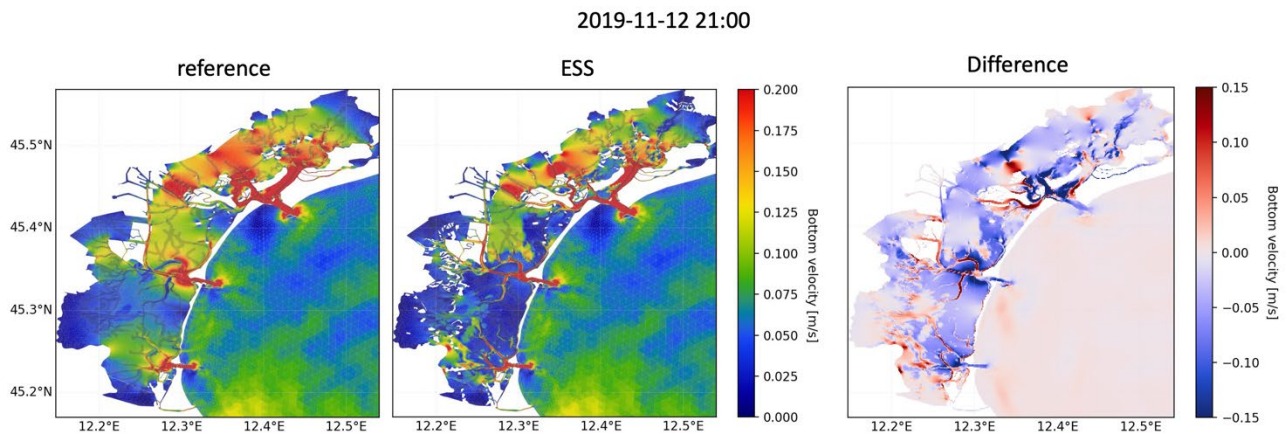 2019-11-12 21:00
reference
ESS
Difference
45.5°N
45.4°N
45.3°N
45.2°N
12.2°E
12.3°E
12.4°E
12.5°E
12.2°E
12.3°E
12.4°E
12.5°E
0.200
0.175
0.150
0.125
0.100
0.075
0.050
0.025
0.000
Bottom velocity [m/s]
12.2°E
12.3°E
12.4°E
12.5°E
0.15
0.10
0.05
0.00
−0.05
−0.10
−0.15
Bottom velocity [m/s]